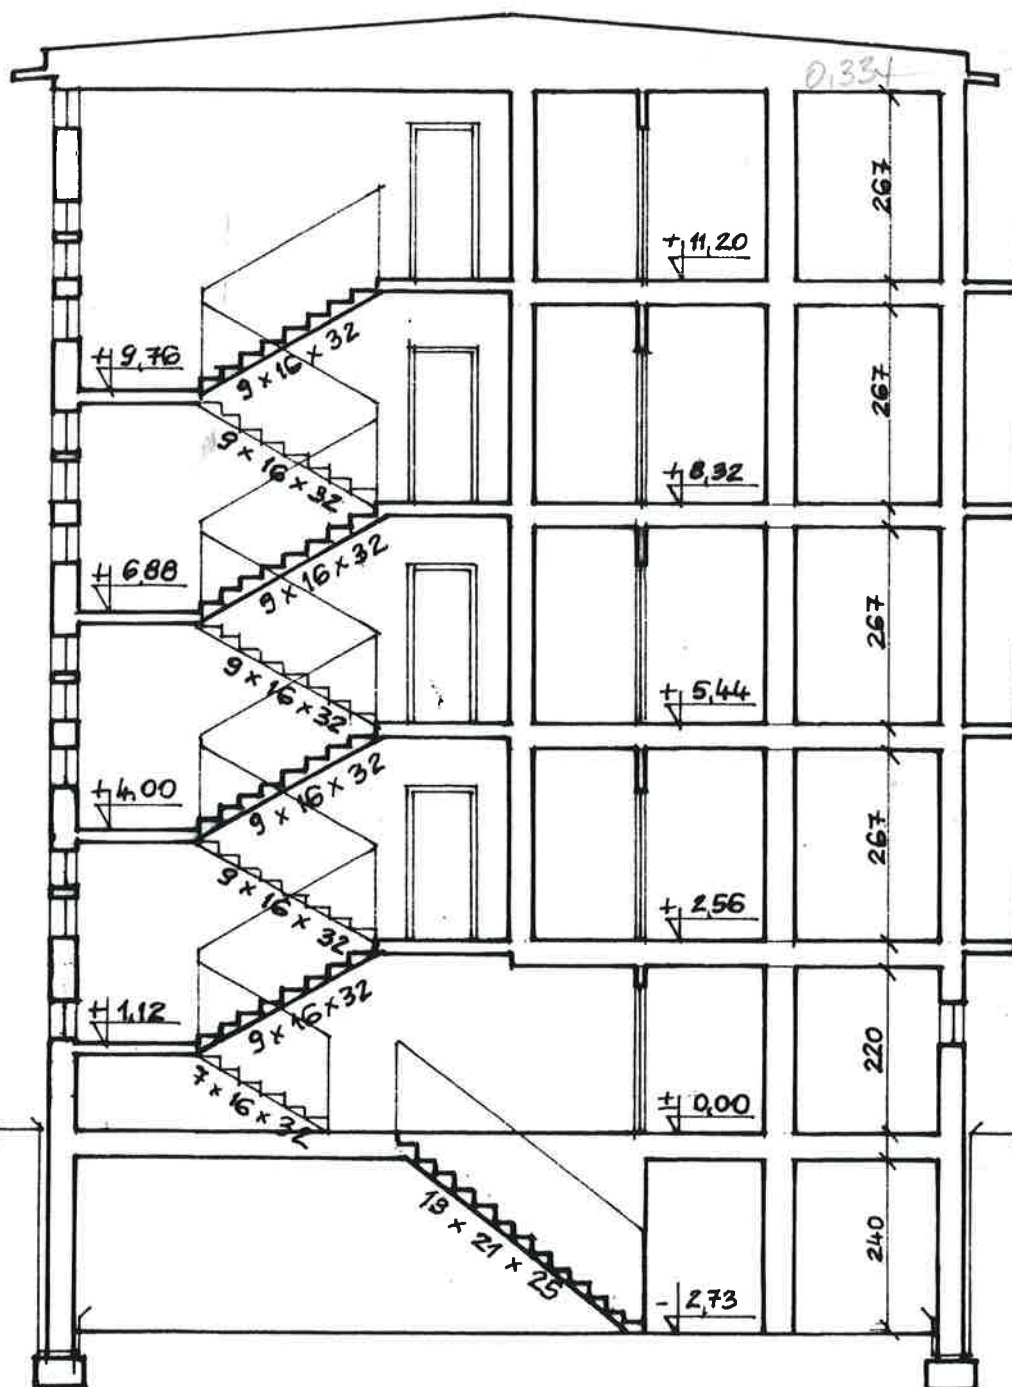 0,334
267
+ 11,20
9 × 16 × 32
+ 9,76
267
9 × 16 × 32
+ 8,32
9 × 16 × 32
+ 6,88
267
9 × 16 × 32
+ 5,44
9 × 16 × 32
+ 4,00
267
9 × 16 × 32
+ 2,56
9 × 16 × 32
+ 1,12
220
7 × 16 × 32
± 0,00
13 × 21 × 25
240
- 2,73